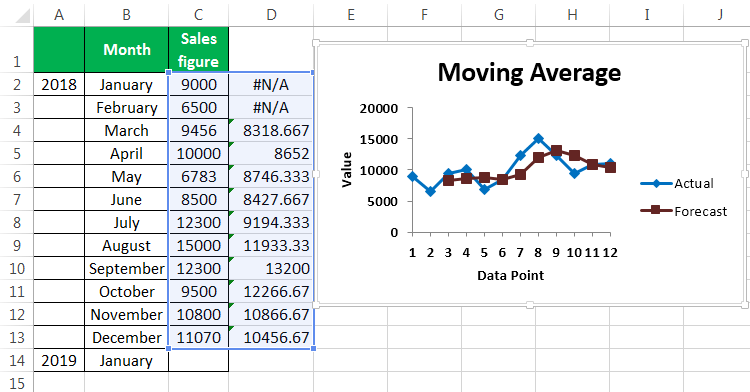 A B C D E F G H I J
1 Month Sales figure
2 2018 January 9000 #N/A
3 February 6500 #N/A
4 March 9456 8318.667
5 April 10000 8652
6 May 6783 8746.333
7 June 8500 8427.667
8 July 12300 9194.333
9 August 15000 11933.33
10 September 12300 13200
11 October 9500 12266.67
12 November 10800 10866.67
13 December 11070 10456.67
14 2019 January
15
Moving Average
20000
15000
10000
5000
0
Value
1 2 3 4 5 6 7 8 9 10 11 12
Data Point
Actual
Forecast